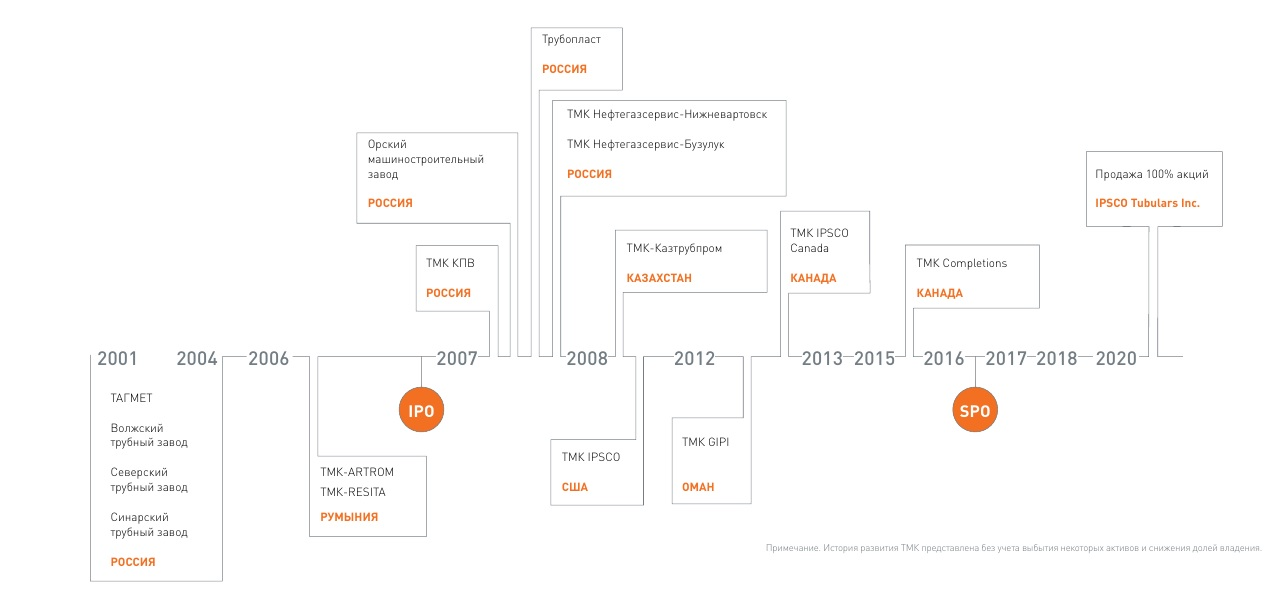 Трубопласт
РОССИЯ
ТМК Нефтегазсервис-Нижневартовск
ТМК Нефтегазсервис-Бузулук
РОССИЯ
Орский
машиностроительный
завод
РОССИЯ
Продажа 100% акций
IPSCO Tubulars Inc.
ТМК КПВ
РОССИЯ
ТМК-Казтрубпром
КАЗАХСТАН
TMK IPSCO
Canada
КАНАДА
TMK Completions
КАНАДА
2001 2004 2006 2007 2008 2012 2013 2015 2016 2017 2018 2020
IPO
SPO
ТАГМЕТ
Волжский
трубный завод
Северский
трубный завод
Синарский
трубный завод
РОССИЯ
TMK-ARTROM
TMK-RESITA
РУМЫНИЯ
TMK IPSCO
США
TMK GIPI
ОМАН
Примечание. История развития ТМК представлена без учета выбытия некоторых активов и снижения долей владения.